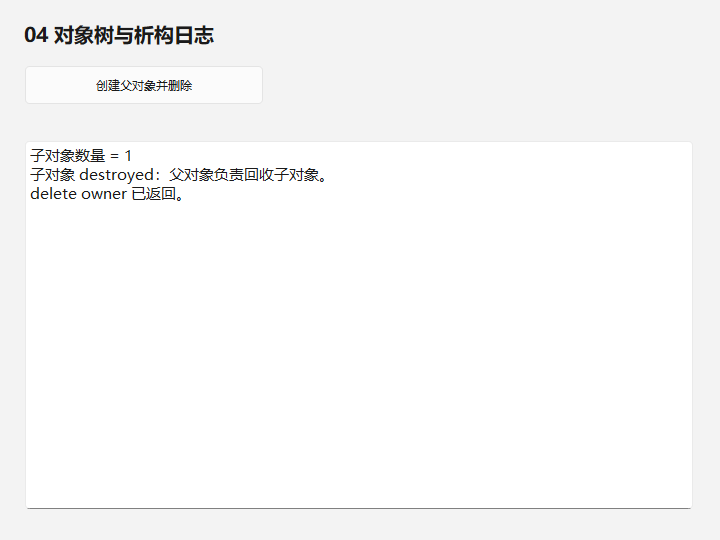 04 对象树与析构日志
创建父对象并删除
子对象数量 = 1
子对象 destroyed：父对象负责回收子对象。
delete owner 已返回。